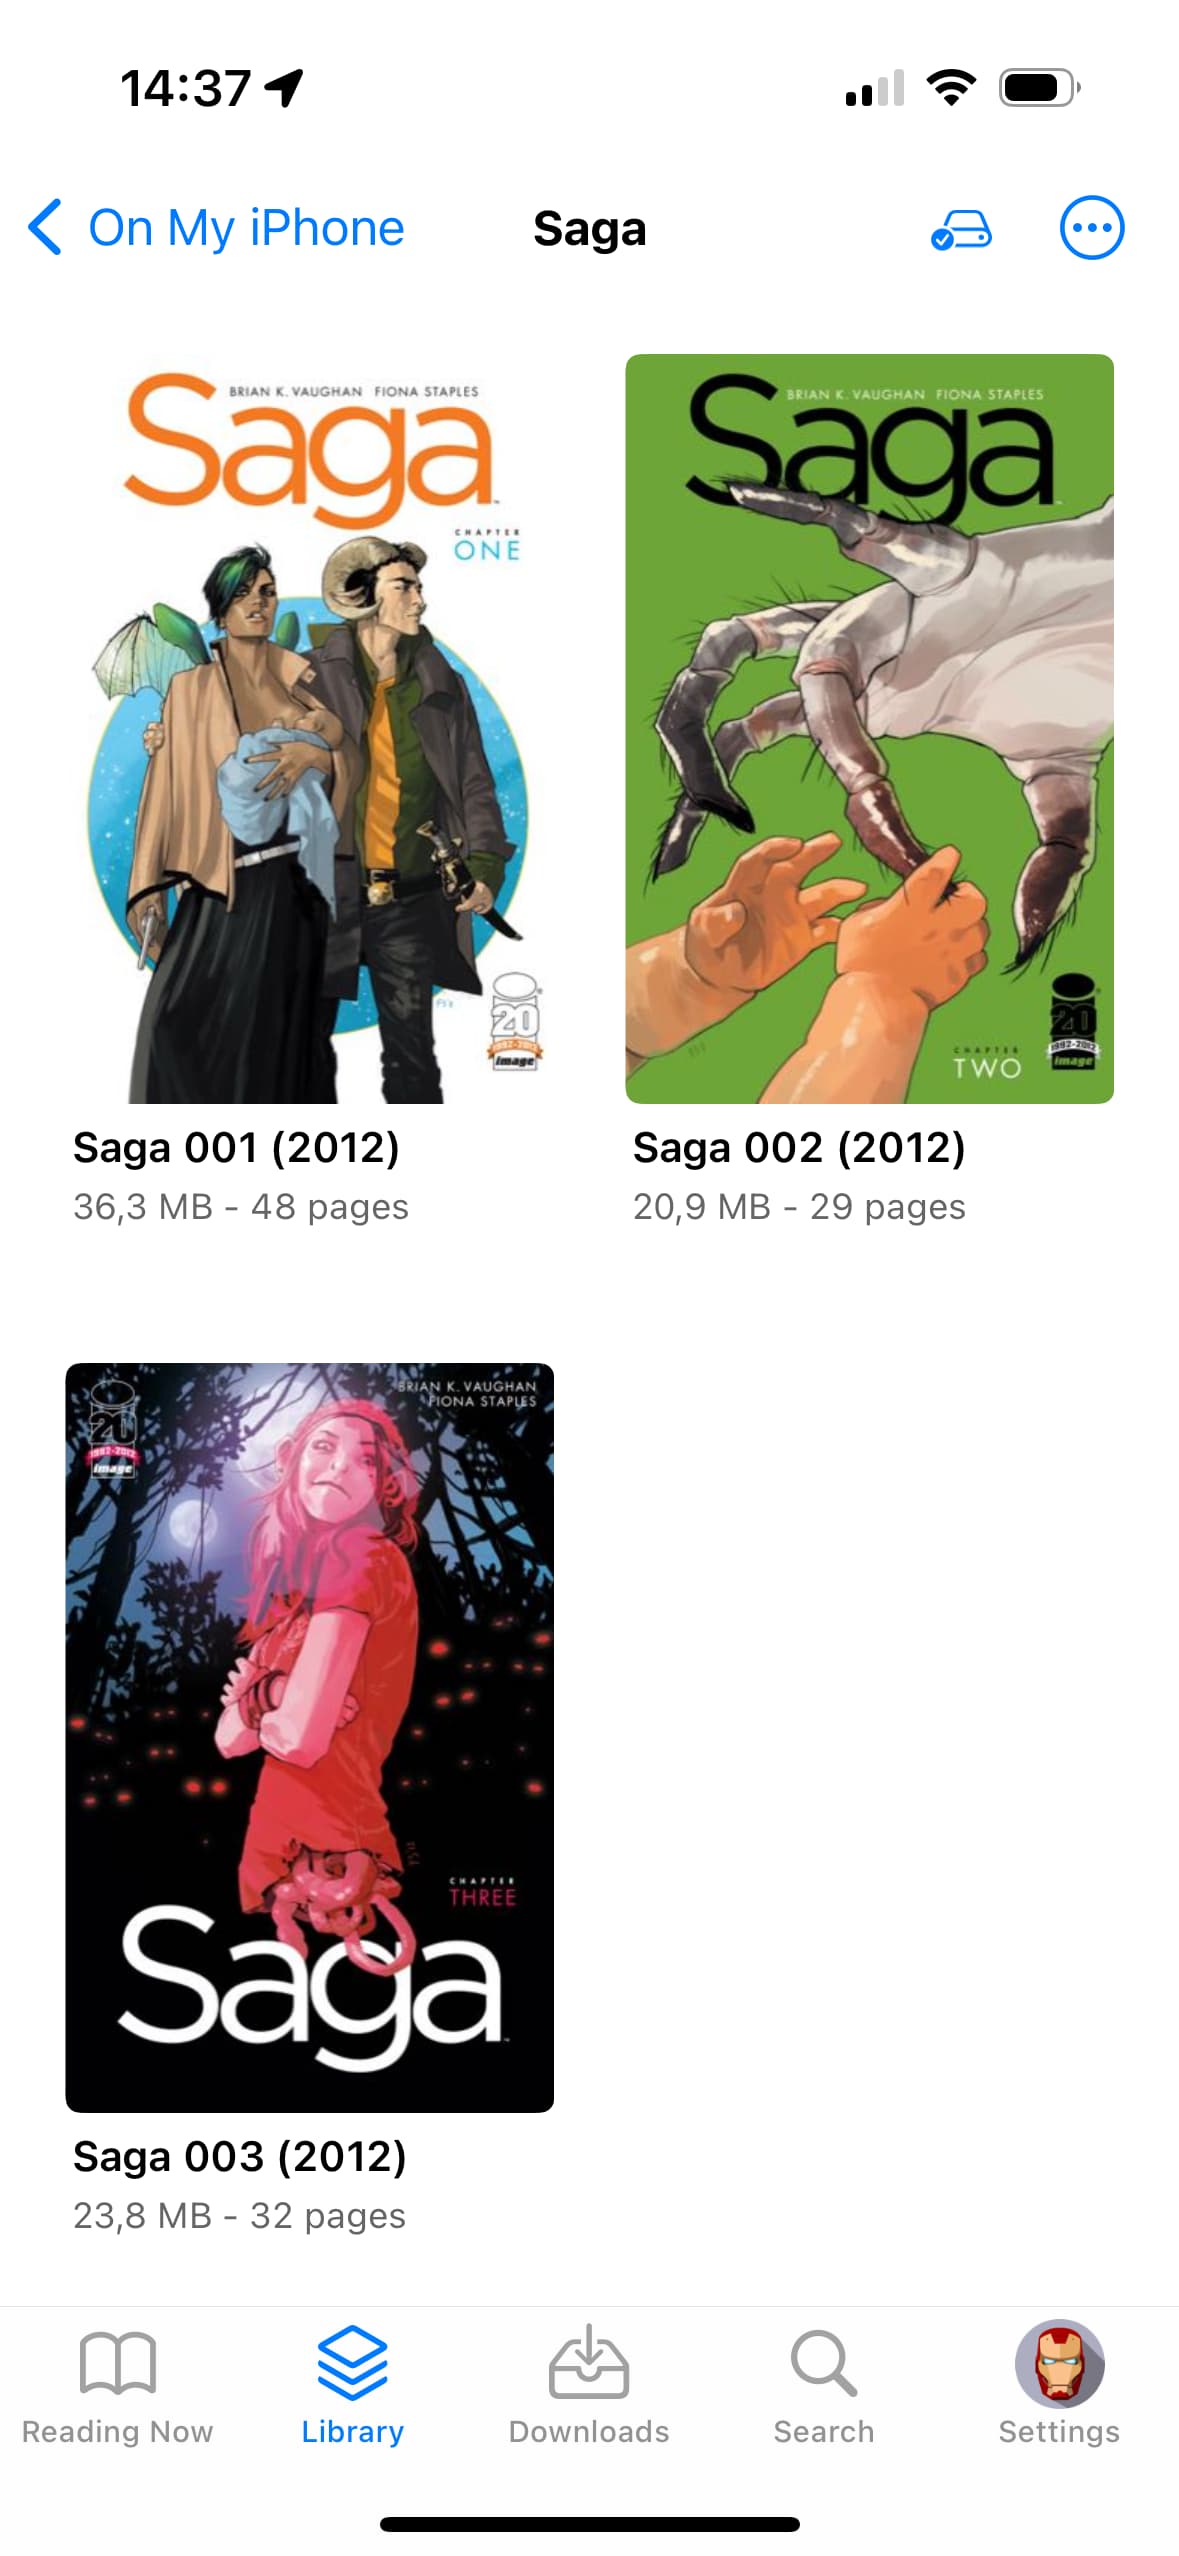 14:37
On My iPhone
Saga
BRIAN K. VAUGHAN FIONA STAPLES
Saga
CHAPTER
ONE
20
1992-2012
image
BRIAN K. VAUGHAN FIONA STAPLES
Saga
CHAPTER
TWO
20
1992-2012
image
Saga 001 (2012)
36,3 MB - 48 pages
Saga 002 (2012)
20,9 MB - 29 pages
BRIAN K. VAUGHAN
FIONA STAPLES
20
1992-2012
image
CHAPTER
THREE
Saga
Saga 003 (2012)
23,8 MB - 32 pages
Reading Now
Library
Downloads
Search
Settings